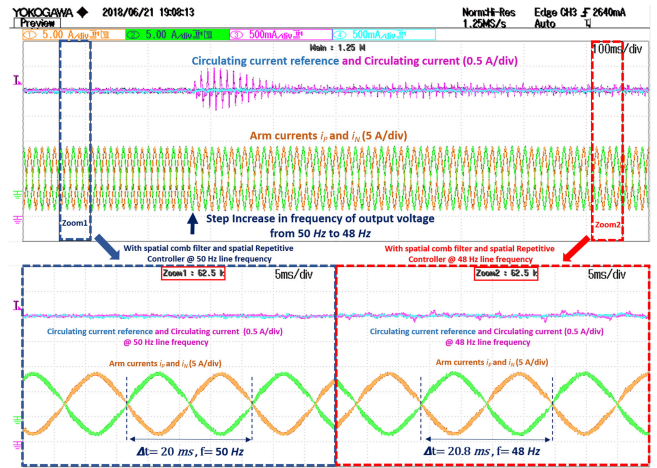 YOKOGAWA ◆ 2018/06/21 19:08:13 Norm:Hi-Res Edge CH3 2640mA
Preview 1.25MS/s Auto
1 5.00 A/div 2 5.00 A/div 3 500mA/div 4 500mA/div
Main : 1.25 M 100ms/div
Circulating current reference and Circulating current (0.5 A/div)
Arm currents iP and iN (5 A/div)
Zoom1 Step Increase in frequency of output voltage Zoom2
from 50 Hz to 48 Hz
With spatial comb filter and spatial Repetitive With spatial comb filter and spatial Repetitive
Controller @ 50 Hz line frequency Controller @ 48 Hz line frequency
Zoom1 : 62.5 k 5ms/div Zoom2 : 62.5 k 5ms/div
Circulating current reference and Circulating current (0.5 A/div) Circulating current reference and Circulating current (0.5 A/div)
@ 50 Hz line frequency @ 48 Hz line frequency
Arm currents iP and iN (5 A/div) Arm currents iP and iN (5 A/div)
Δt= 20 ms , f= 50 Hz Δt= 20.8 ms , f= 48 Hz